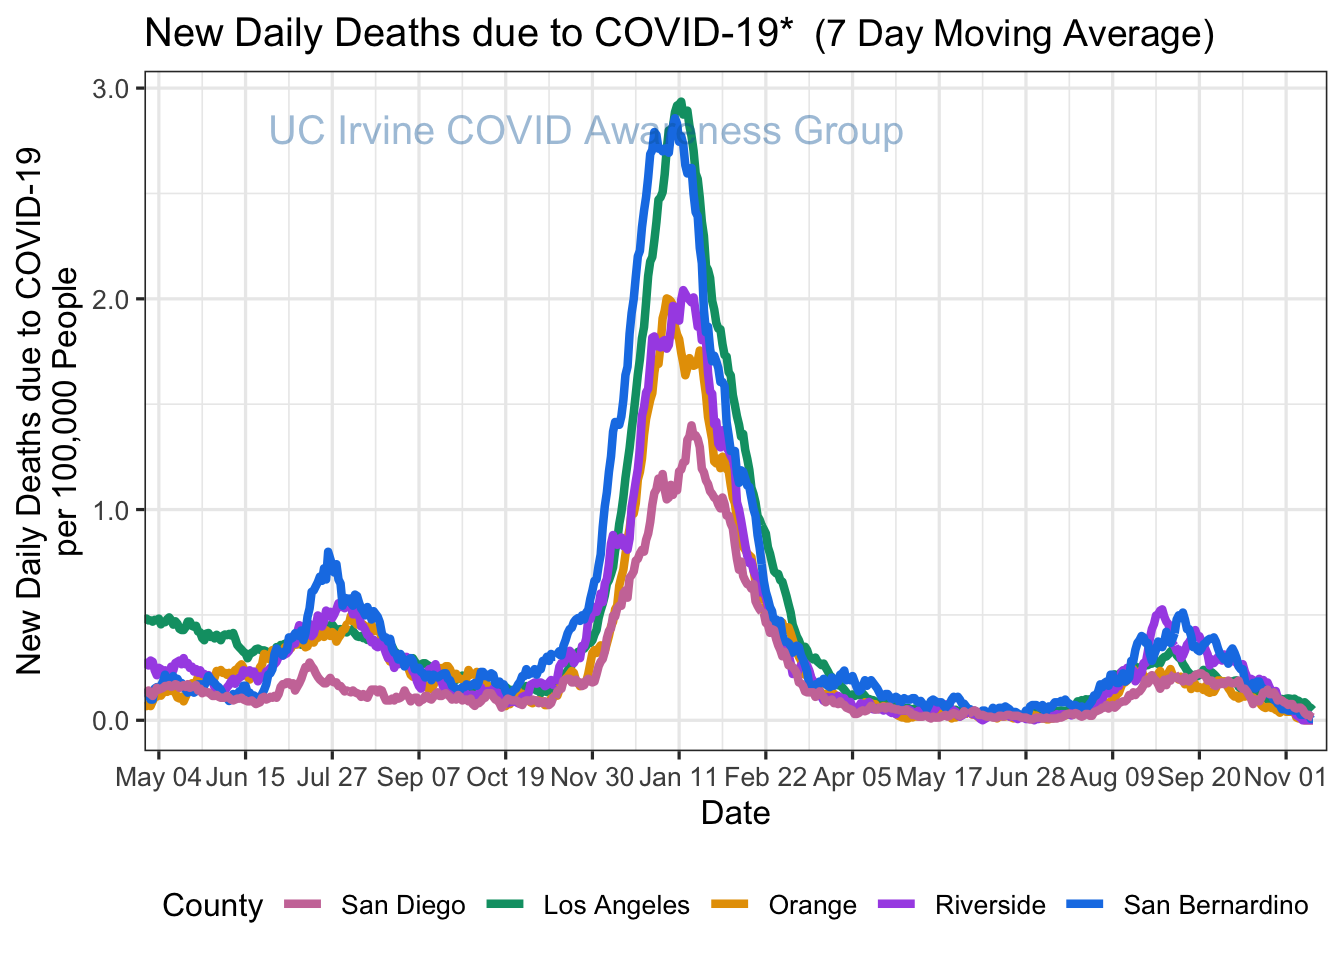 New Daily Deaths due to COVID-19* (7 Day Moving Average)
UC Irvine COVID Awareness Group
New Daily Deaths due to COVID-19
per 100,000 People
3.0
2.0
1.0
0.0
May 04 Jun 15 Jul 27 Sep 07 Oct 19 Nov 30 Jan 11 Feb 22 Apr 05 May 17 Jun 28 Aug 09 Sep 20 Nov 01
Date
County San Diego Los Angeles Orange Riverside San Bernardino